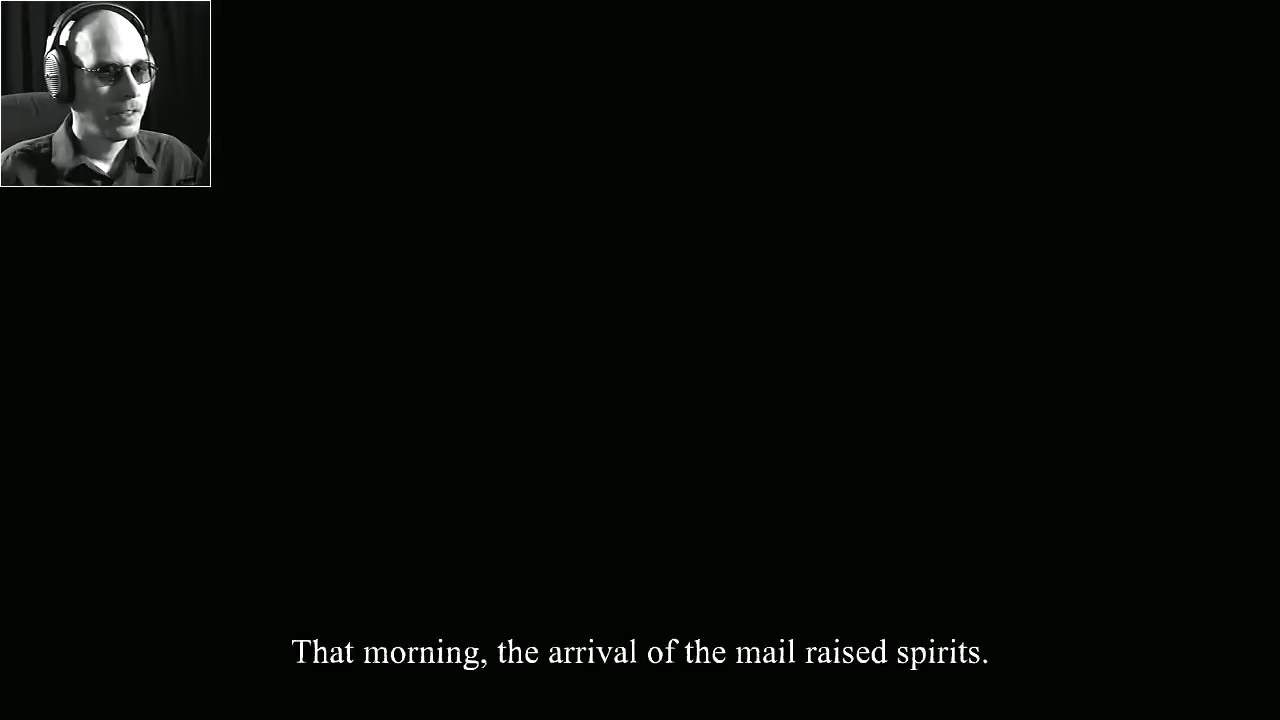 That morning, the arrival of the mail raised spirits.